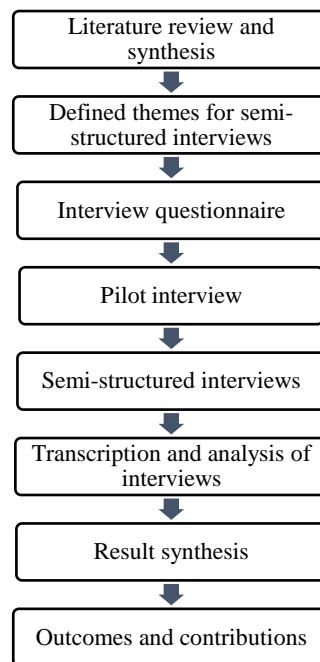 Literature review and
synthesis
Defined themes for semi-
structured interviews
Interview questionnaire
Pilot interview
Semi-structured interviews
Transcription and analysis of
interviews
Result synthesis
Outcomes and contributions